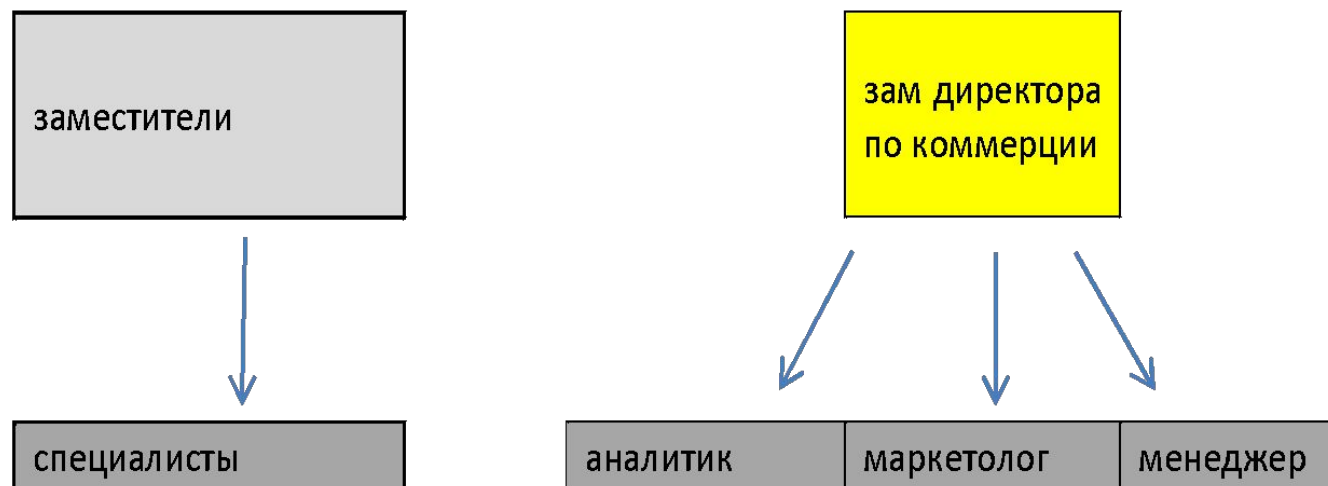 заместители
зам директора
по коммерции
специалисты
аналитик
маркетолог
менеджер